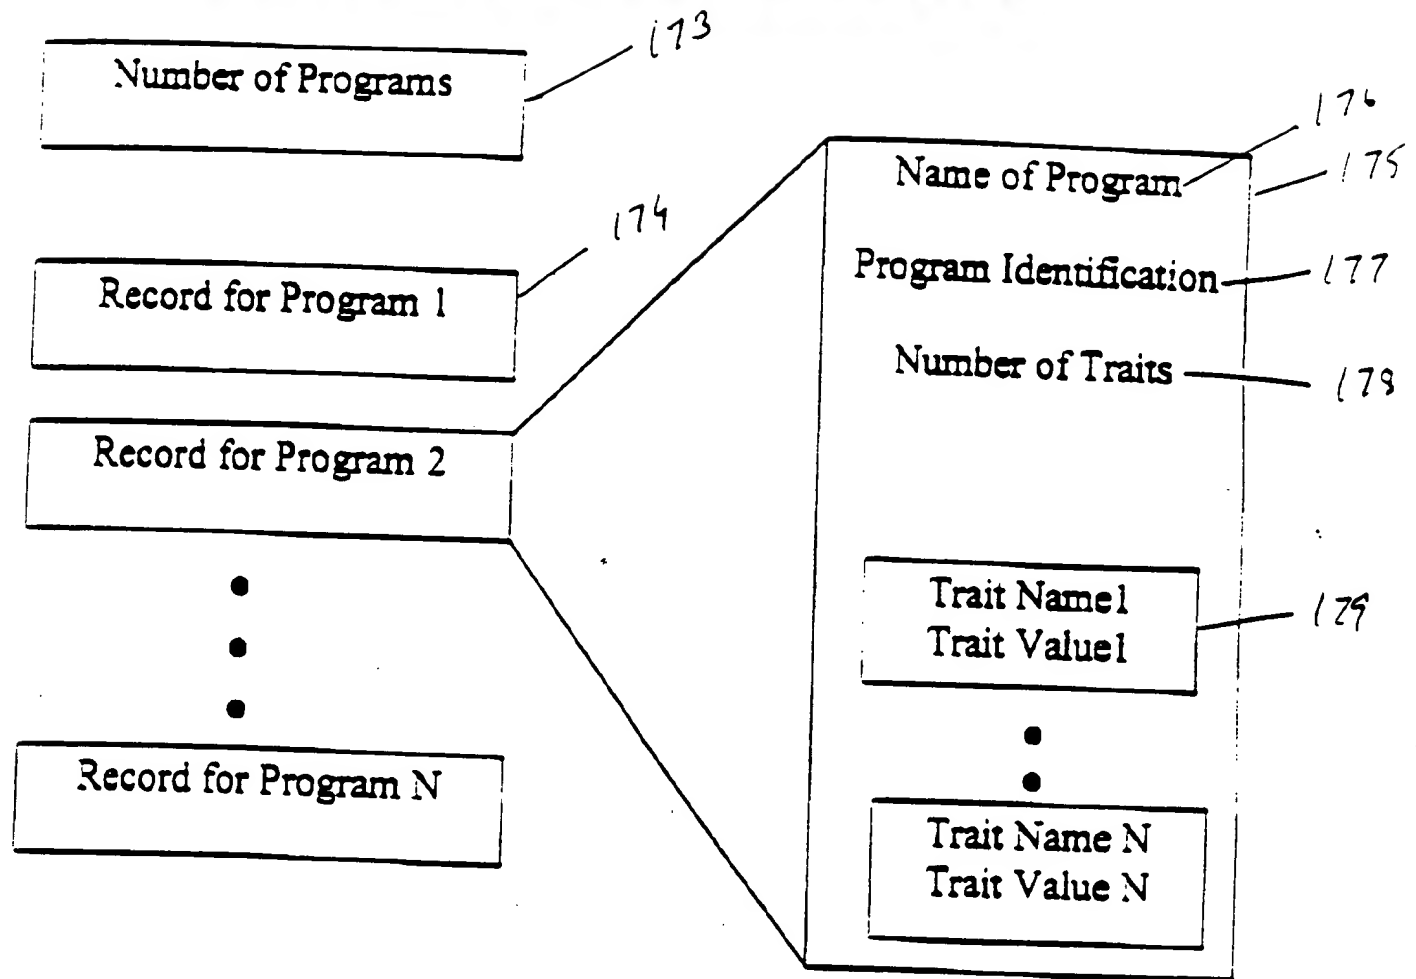 Number of Programs
173
Record for Program 1
174
Record for Program 2
Record for Program N
Name of Program
176
175
Program Identification
177
Number of Traits
178
Trait Name1
Trait Value1
179
Trait Name N
Trait Value N